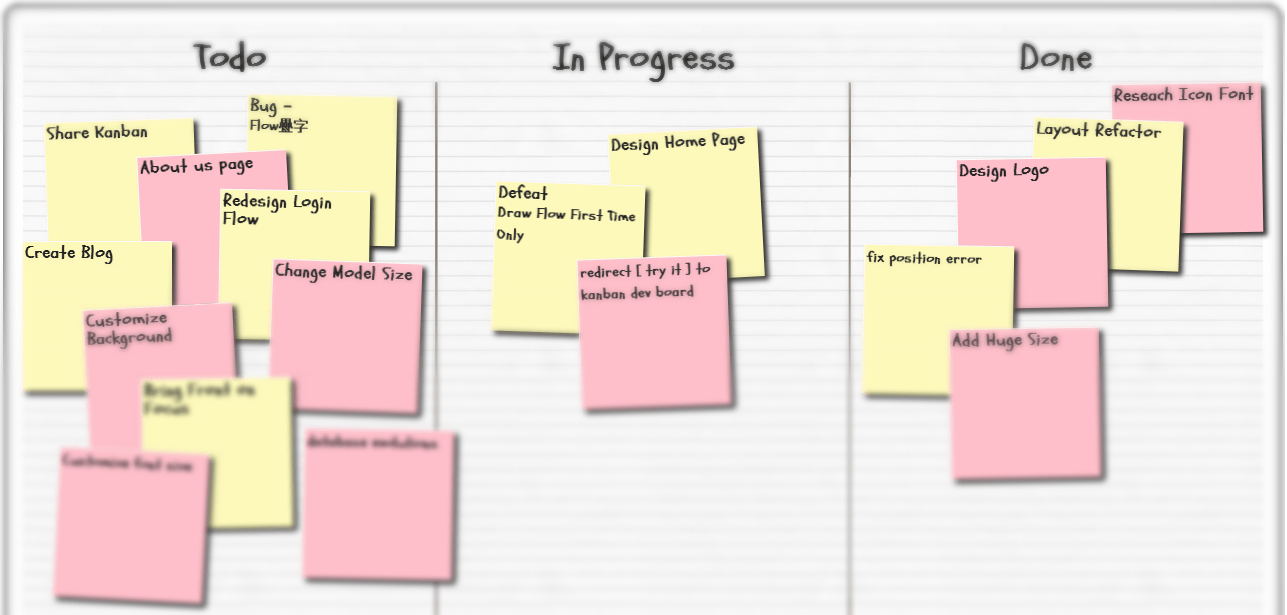 Todo
In Progress
Done
Share Kanban
Bug -
Flow疊字
About us page
Redesign Login
Flow
Create Blog
Change Model Size
Customize
Background
Bring Front on
Focus
Customize font size
database
Design Home Page
Defeat
Draw Flow First Time
Only
redirect [ try it ] to
kanban dev board
Reseach Icon Font
Layout Refactor
Design Logo
fix position error
Add Huge Size